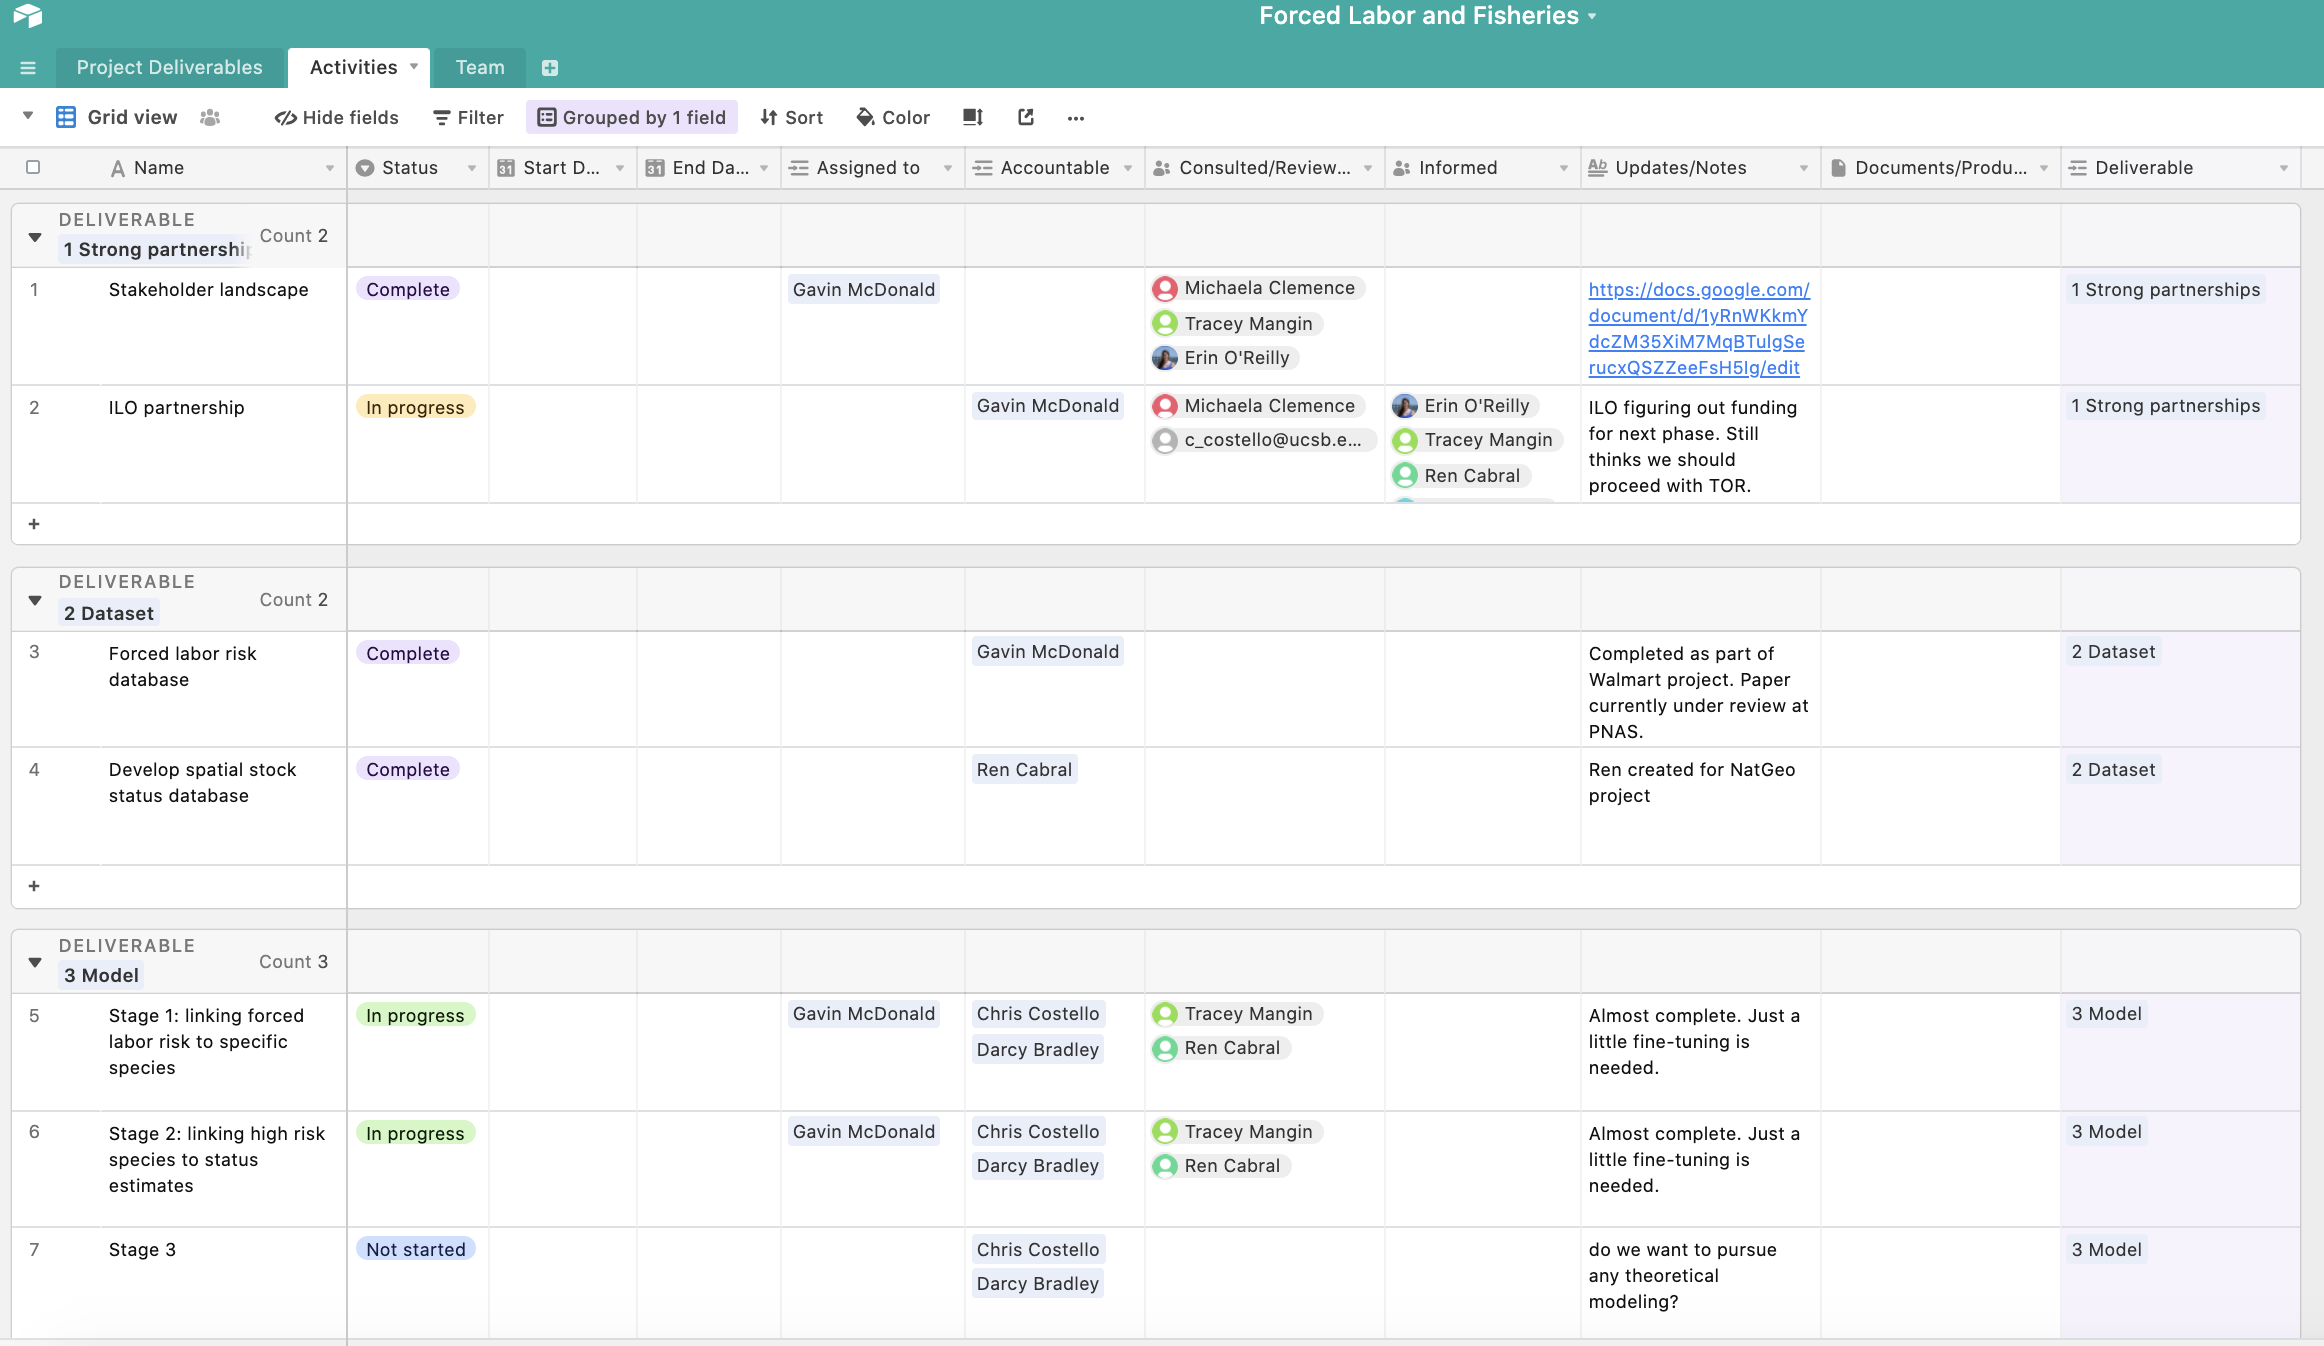 Forced Labor and Fisheries
Project Deliverables Activities Team
Grid view Hide fields Filter Grouped by 1 field Sort Color
Name Status Start D... End Da... Assigned to Accountable Consulted/Review... Informed Updates/Notes Documents/Produ... Deliverable
DELIVERABLE
1 Strong partnership Count 2
1 Stakeholder landscape Complete Gavin McDonald Michaela Clemence https://docs.google.com/ 1 Strong partnerships
Tracey Mangin document/d/1yRnWKkmY
Erin O'Reilly dcZM35XiM7MqBTuIgSe
rucxQSZZeeFsH5Ig/edit
2 ILO partnership In progress Gavin McDonald Michaela Clemence Erin O'Reilly ILO figuring out funding 1 Strong partnerships
c_costello@ucsb.e... Tracey Mangin for next phase. Still
Ren Cabral thinks we should
proceed with TOR.
+
DELIVERABLE
2 Dataset Count 2
3 Forced labor risk Complete Gavin McDonald Completed as part of 2 Dataset
database Walmart project. Paper
currently under review at
PNAS.
4 Develop spatial stock Complete Ren Cabral Ren created for NatGeo 2 Dataset
status database project
+
DELIVERABLE
3 Model Count 3
5 Stage 1: linking forced In progress Gavin McDonald Chris Costello Tracey Mangin Almost complete. Just a 3 Model
labor risk to specific Darcy Bradley Ren Cabral little fine-tuning is
species needed.
6 Stage 2: linking high risk In progress Gavin McDonald Chris Costello Tracey Mangin Almost complete. Just a 3 Model
species to status Darcy Bradley Ren Cabral little fine-tuning is
estimates needed.
7 Stage 3 Not started Chris Costello do we want to pursue 3 Model
Darcy Bradley any theoretical
modeling?